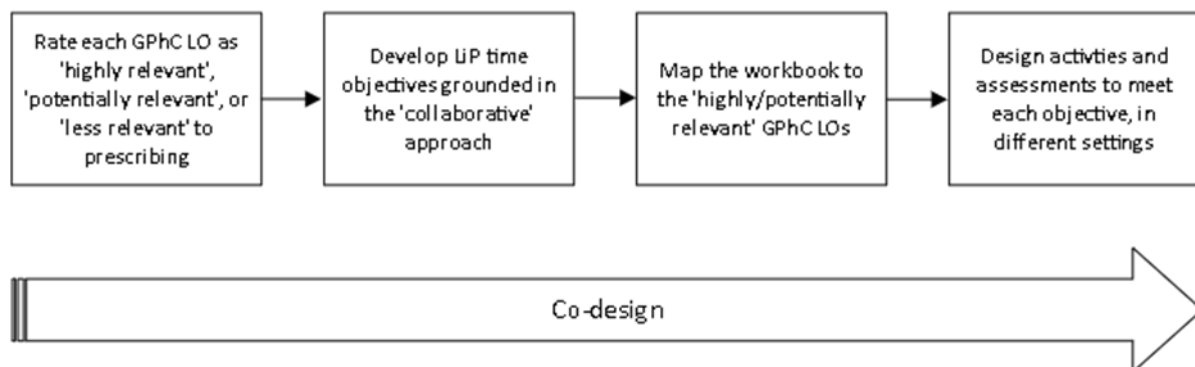 Rate each GPhC LO as
'highly relevant',
'potentially relevant', or
'less relevant' to
prescribing
Develop LiP time
objectives grounded in
the 'collaborative'
approach
Map the workbook to
the 'highly/potentially
relevant' GPhC LOs
Design activties and
assessments to meet
each objective, in
different settings
Co-design